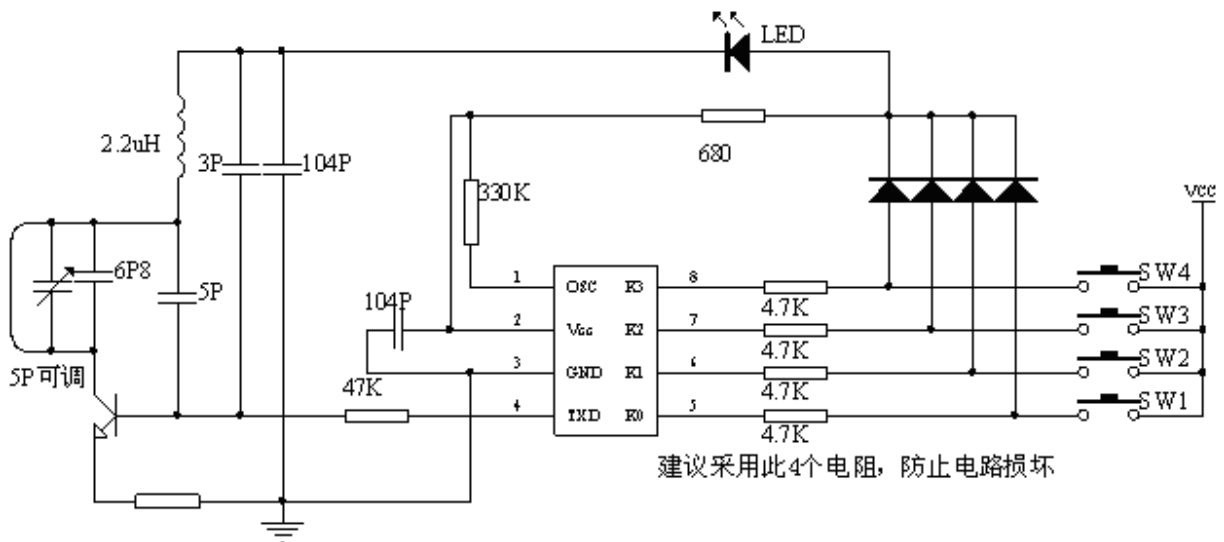 LED
2.2uH
3P
104P
680
330K
vcc
6P8
5P
104P
1 OSC K3 8
4.7K
SW4
2 Vcc K2 7
4.7K
SW3
3 GND K1 6
4.7K
SW2
5P可调
47K
4 TXD K0 5
4.7K
SW1
建议采用此4个电阻，防止电路损坏